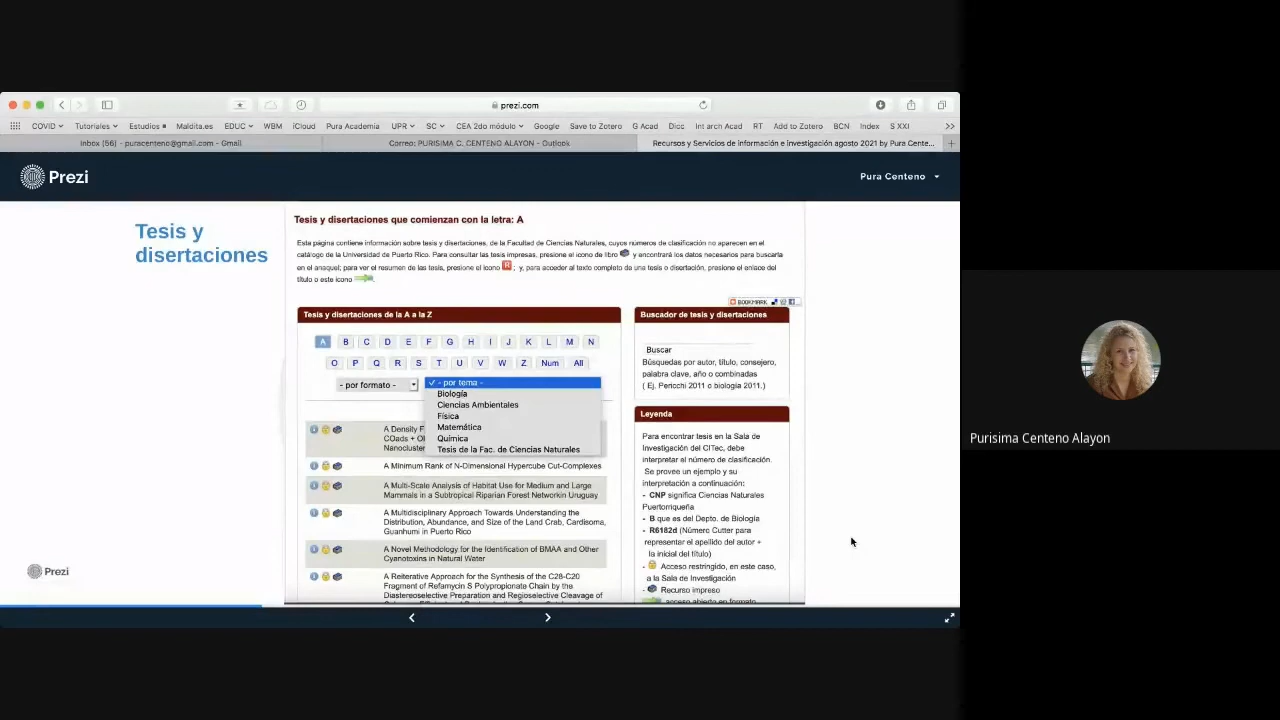 prezi.com
COVID
Tutoriales
Estudios
Maldita.es
EDUC
WBM
iCloud
Pura Academia
UPR
SC
CEA 2do módulo
Google
Save to Zotero
G Acad
Dicc
Int arch Acad
RT
Add to Zotero
BCN
Index
S XXI
Inbox (56) - puracenteno@gmail.com - Gmail
Correo: PURISIMA C. CENTENO ALAYON - Outlook
Recursos y Servicios de información e investigación agosto 2021 by Pura Cente...
Prezi
Pura Centeno
Tesis y
disertaciones
Tesis y disertaciones que comienzan con la letra: A
Esta página contiene información sobre tesis y disertaciones, de la Facultad de Ciencias Naturales, cuyos números de clasificación no aparecen en el
catálogo de la Universidad de Puerto Rico. Para consultar las tesis impresas, presione el icono de libro y encontrará los datos necesarios para buscarla
en el anaquel; para ver el resumen de las tesis, presione el icono R ; y, para acceder al texto completo de una tesis o disertación, presione el enlace del
título o este icono .
BOOKMARK
Tesis y disertaciones de la A a la Z
A B C D E F G H I J K L M N
O P Q R S T U V W Z Num All
- por formato -
✓ - por tema -
Biología
Ciencias Ambientales
Física
Matemática
Química
Tesis de la Fac. de Ciencias Naturales
A Density F
COads + O
Nanocluster
A Minimum Rank of N-Dimensional Hypercube Cut-Complexes
A Multi-Scale Analysis of Habitat Use for Medium and Large
Mammals in a Subtropical Riparian Forest Networkin Uruguay
A Multidisciplinary Approach Towards Understanding the
Distribution, Abundance, and Size of the Land Crab, Cardisoma,
Guanhumi in Puerto Rico
A Novel Methodology for the Identification of BMAA and Other
Cyanotoxins in Natural Water
A Reiterative Approach for the Synthesis of the C28-C20
Fragment of Refamycin S Polypropionate Chain by the
Diastereoselective Preparation and Regioselective Cleavage of
Buscador de tesis y disertaciones
Buscar
Búsquedas por autor, título, consejero,
palabra clave, año o combinadas
( Ej. Pericchi 2011 o biología 2011.)
Leyenda
Para encontrar tesis en la Sala de
Investigación del CITec, debe
interpretar el número de clasificación.
Se provee un ejemplo y su
interpretación a continuación:
- CNP significa Ciencias Naturales
Puertorriqueña
- B que es del Depto. de Biología
- R6182d (Número Cutter para
representar el apellido del autor +
la inicial del título)
- Acceso restringido, en este caso,
a la Sala de Investigación
- Recurso impreso
acceso abierto en formato
Prezi
Purisima Centeno Alayon